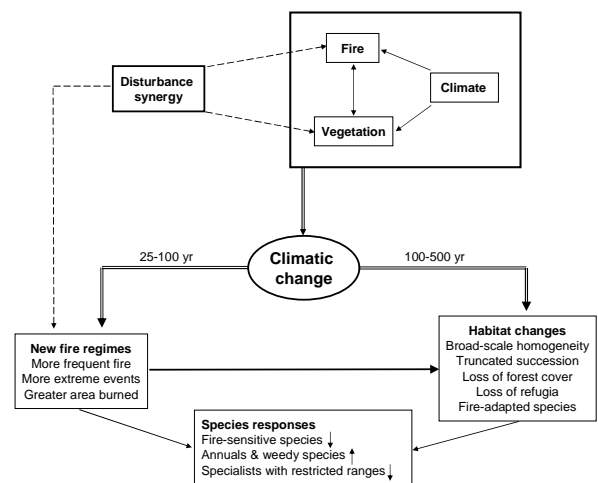 Fire
Disturbance
synergy
Climate
Vegetation
25-100 yr
Climatic
change
100-500 yr
New fire regimes
More frequent fire
More extreme events
Greater area burned
Habitat changes
Broad-scale homogeneity
Truncated succession
Loss of forest cover
Loss of refugia
Fire-adapted species
Species responses
Fire-sensitive species ↓
Annuals & weedy species ↑
Specialists with restricted ranges ↓